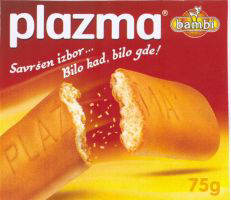 plazma®
bambi
Savršen izbor...
Bilo kad, bilo gde!
PLAZMA
75g